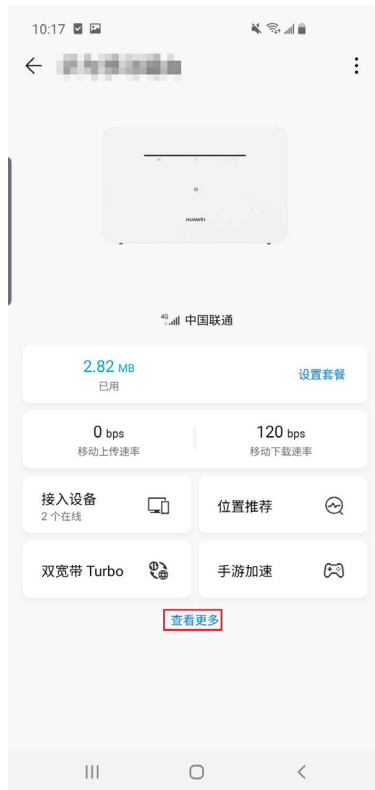 10:17
HUAWEI
4G 中国联通
2.82 MB
已用
设置套餐
0 bps
移动上传速率
120 bps
移动下载速率
接入设备
2 个在线
位置推荐
双宽带 Turbo
手游加速
查看更多